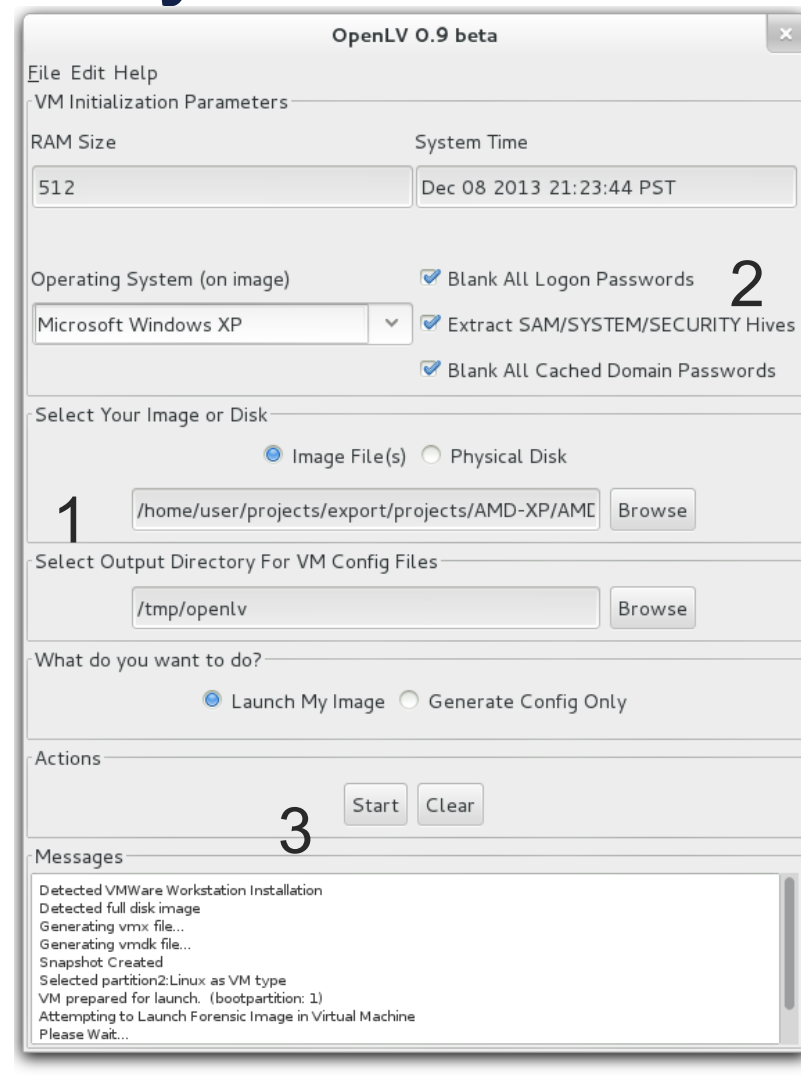 OpenLV 0.9 beta
File Edit Help
VM Initialization Parameters
RAM Size System Time
512 Dec 08 2013 21:23:44 PST
Operating System (on image) Blank All Logon Passwords 2
Microsoft Windows XP Extract SAM/SYSTEM/SECURITY Hives
Blank All Cached Domain Passwords
Select Your Image or Disk
Image File(s) Physical Disk
1 /home/user/projects/export/projects/AMD-XP/AMD Browse
Select Output Directory For VM Config Files
/tmp/openlv Browse
What do you want to do?
Launch My Image Generate Config Only
Actions
Start Clear
3
Messages
Detected VMWare Workstation Installation
Detected full disk image
Generating vmx file...
Generating vmdk file...
Snapshot Created
Selected partition2:Linux as VM type
VM prepared for launch. (bootpartition: 1)
Attempting to Launch Forensic Image in Virtual Machine
Please Wait...